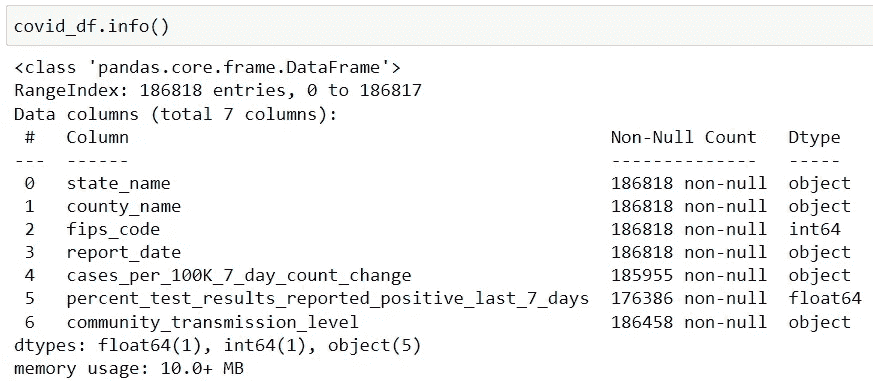 covid_df.info()
<class 'pandas.core.frame.DataFrame'>
RangeIndex: 186818 entries, 0 to 186817
Data columns (total 7 columns):
 #   Column                                        Non-Null Count   Dtype
---  ------                                        --------------   -----
 0   state_name                                    186818 non-null  object
 1   county_name                                   186818 non-null  object
 2   fips_code                                     186818 non-null  int64
 3   report_date                                   186818 non-null  object
 4   cases_per_100K_7_day_count_change             185955 non-null  object
 5   percent_test_results_reported_positive_last_7_days  176386 non-null  float64
 6   community_transmission_level                  186458 non-null  object
dtypes: float64(1), int64(1), object(5)
memory usage: 10.0+ MB